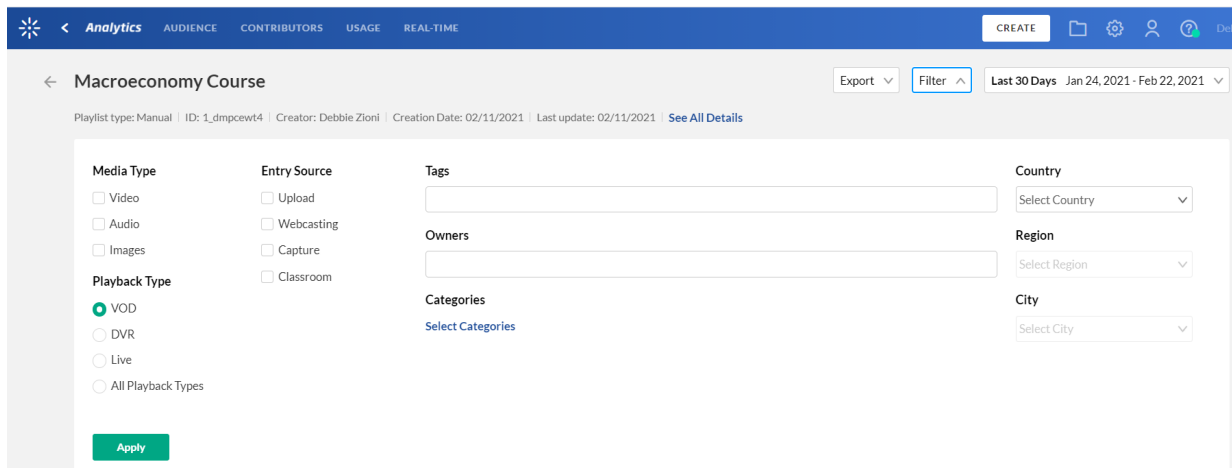 Analytics AUDIENCE CONTRIBUTORS USAGE REAL-TIME CREATE
Macroeconomy Course Export Filter Last 30 Days Jan 24, 2021 - Feb 22, 2021
Playlist type: Manual | ID: 1_dmpcewt4 | Creator: Debbie Zioni | Creation Date: 02/11/2021 | Last update: 02/11/2021 | See All Details
Media Type
Video
Audio
Images
Playback Type
VOD
DVR
Live
All Playback Types
Entry Source
Upload
Webcasting
Capture
Classroom
Tags
Owners
Categories
Select Categories
Country
Select Country
Region
Select Region
City
Select City
Apply